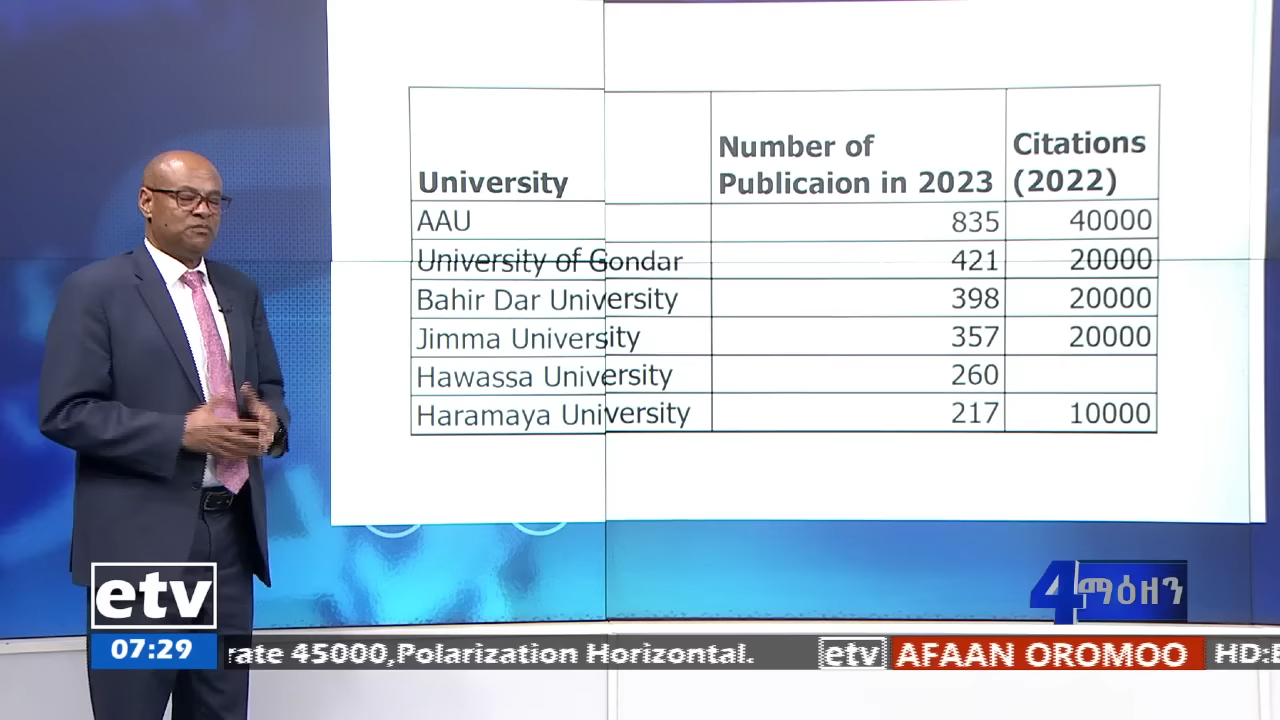 Number of Citations
University Publicaion in 2023 (2022)
AAU 835 40000
University of Gondar 421 20000
Bahir Dar University 398 20000
Jimma University 357 20000
Hawassa University 260
Haramaya University 217 10000
4ማዕዘን
etv
07:29 rate 45000,Polarization Horizontal. etv AFAAN OROMOO HD: